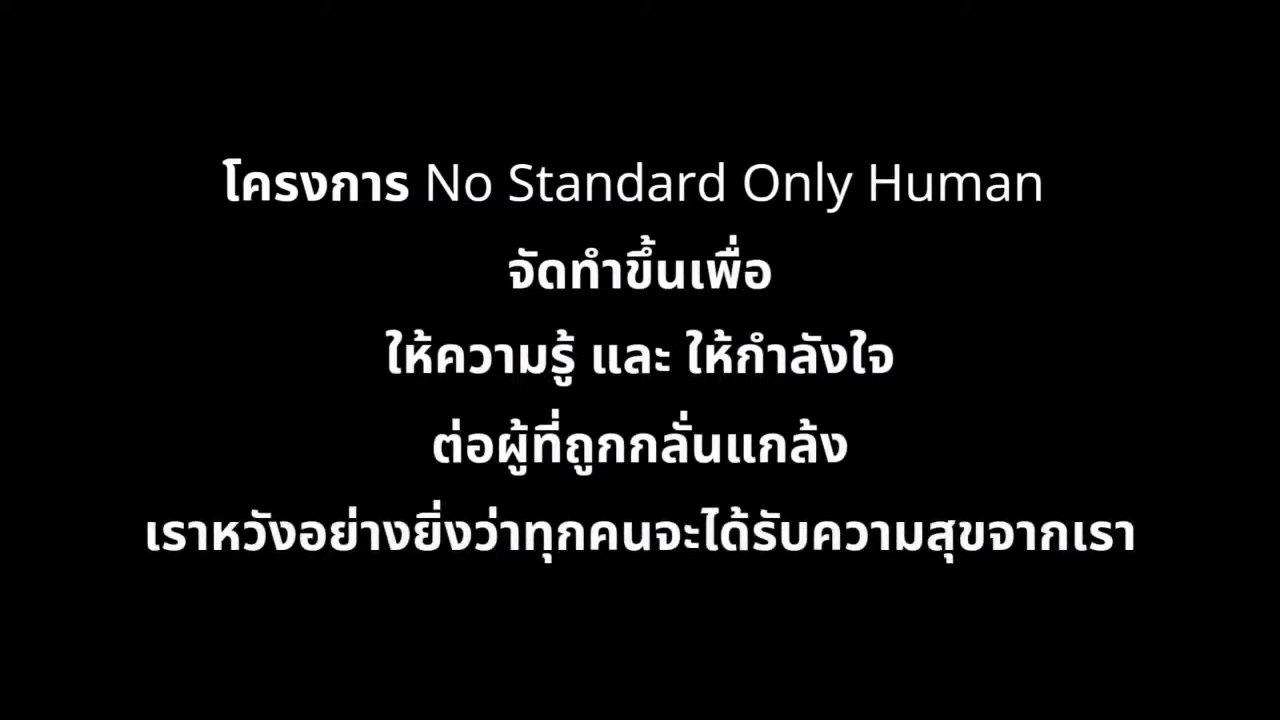 โครงการ No Standard Only Human
จัดทำขึ้นเพื่อ
ให้ความรู้ และ ให้กำลังใจ
ต่อผู้ที่ถูกกลั่นแกล้ง
เราหวังอย่างยิ่งว่าทุกคนจะได้รับความสุขจากเรา